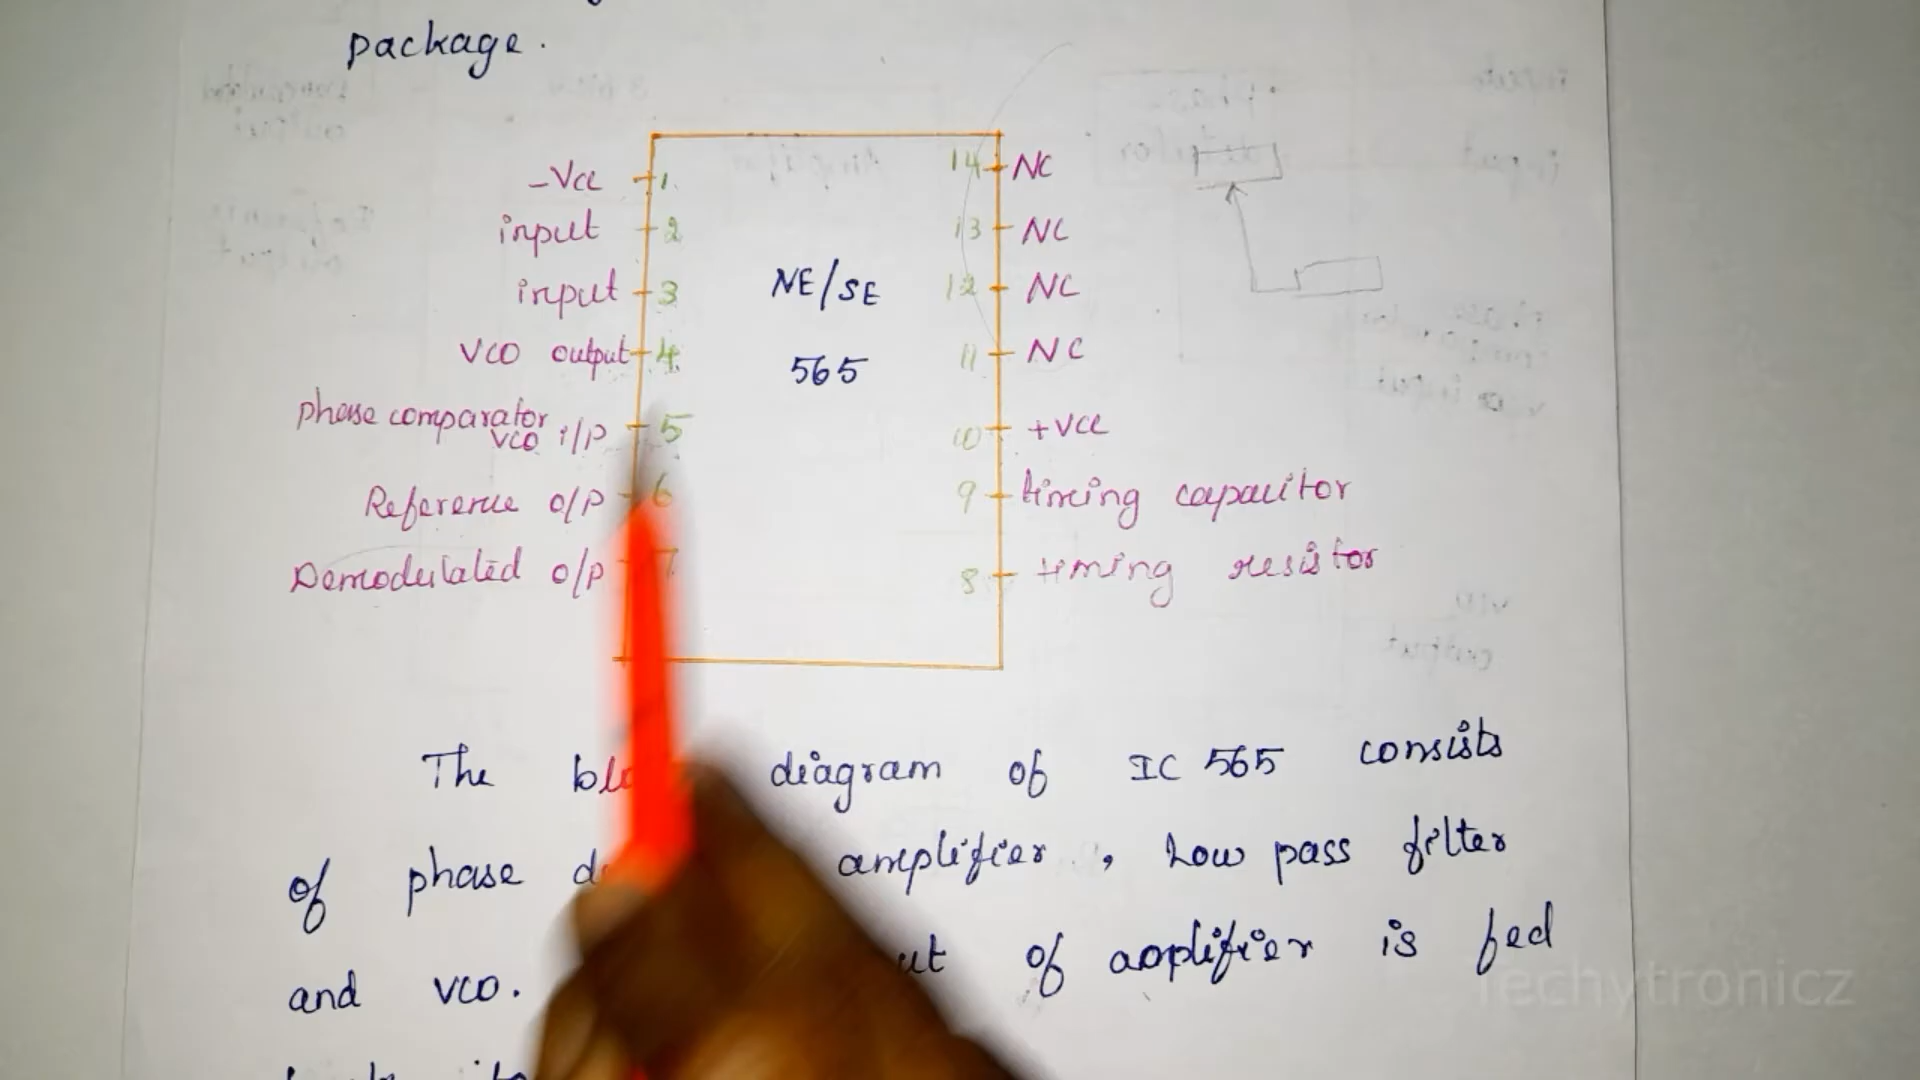 package.
-Vcc 1. 14 NC
input 2 13 NC
input 3 NE/SE 12 NC
VCO output 4. 565 11 NC
phase comparator
VCO i/p 5 10 +Vcc
Reference o/p 6 9 timing capacitor
Demodulated o/p 7 8 timing resistor
The diagram of IC 565 consists
of phase amplifier, Low pass filter
and VCO. of amplifier is fed
Techytronicz